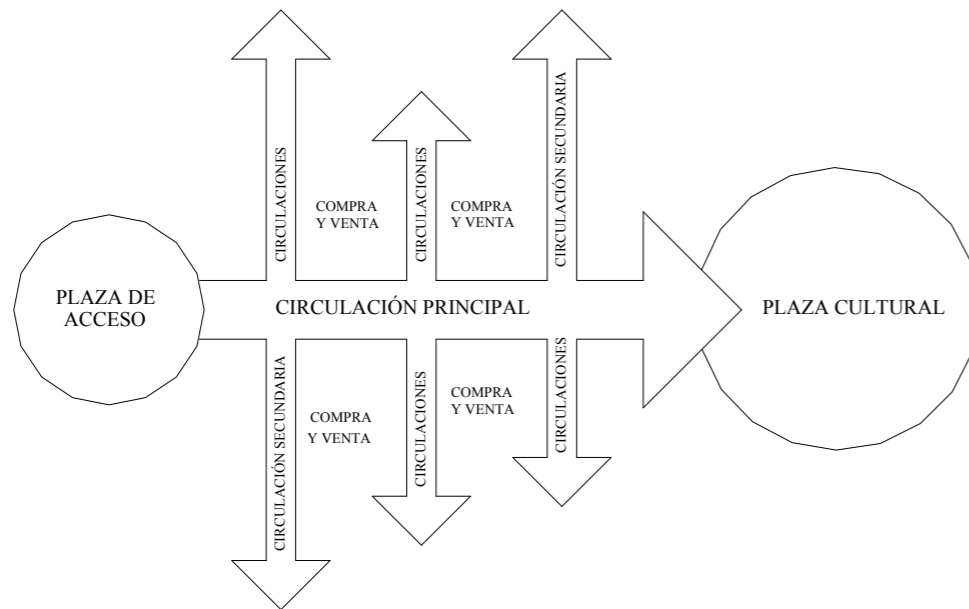 CIRCULACIONES
CIRCULACIONES
CIRCULACIÓN SECUNDARIA
COMPRA
Y VENTA
COMPRA
Y VENTA
PLAZA DE
ACCESO
CIRCULACIÓN PRINCIPAL
PLAZA CULTURAL
CIRCULACIÓN SECUNDARIA
CIRCULACIONES
CIRCULACIONES
COMPRA
Y VENTA
COMPRA
Y VENTA